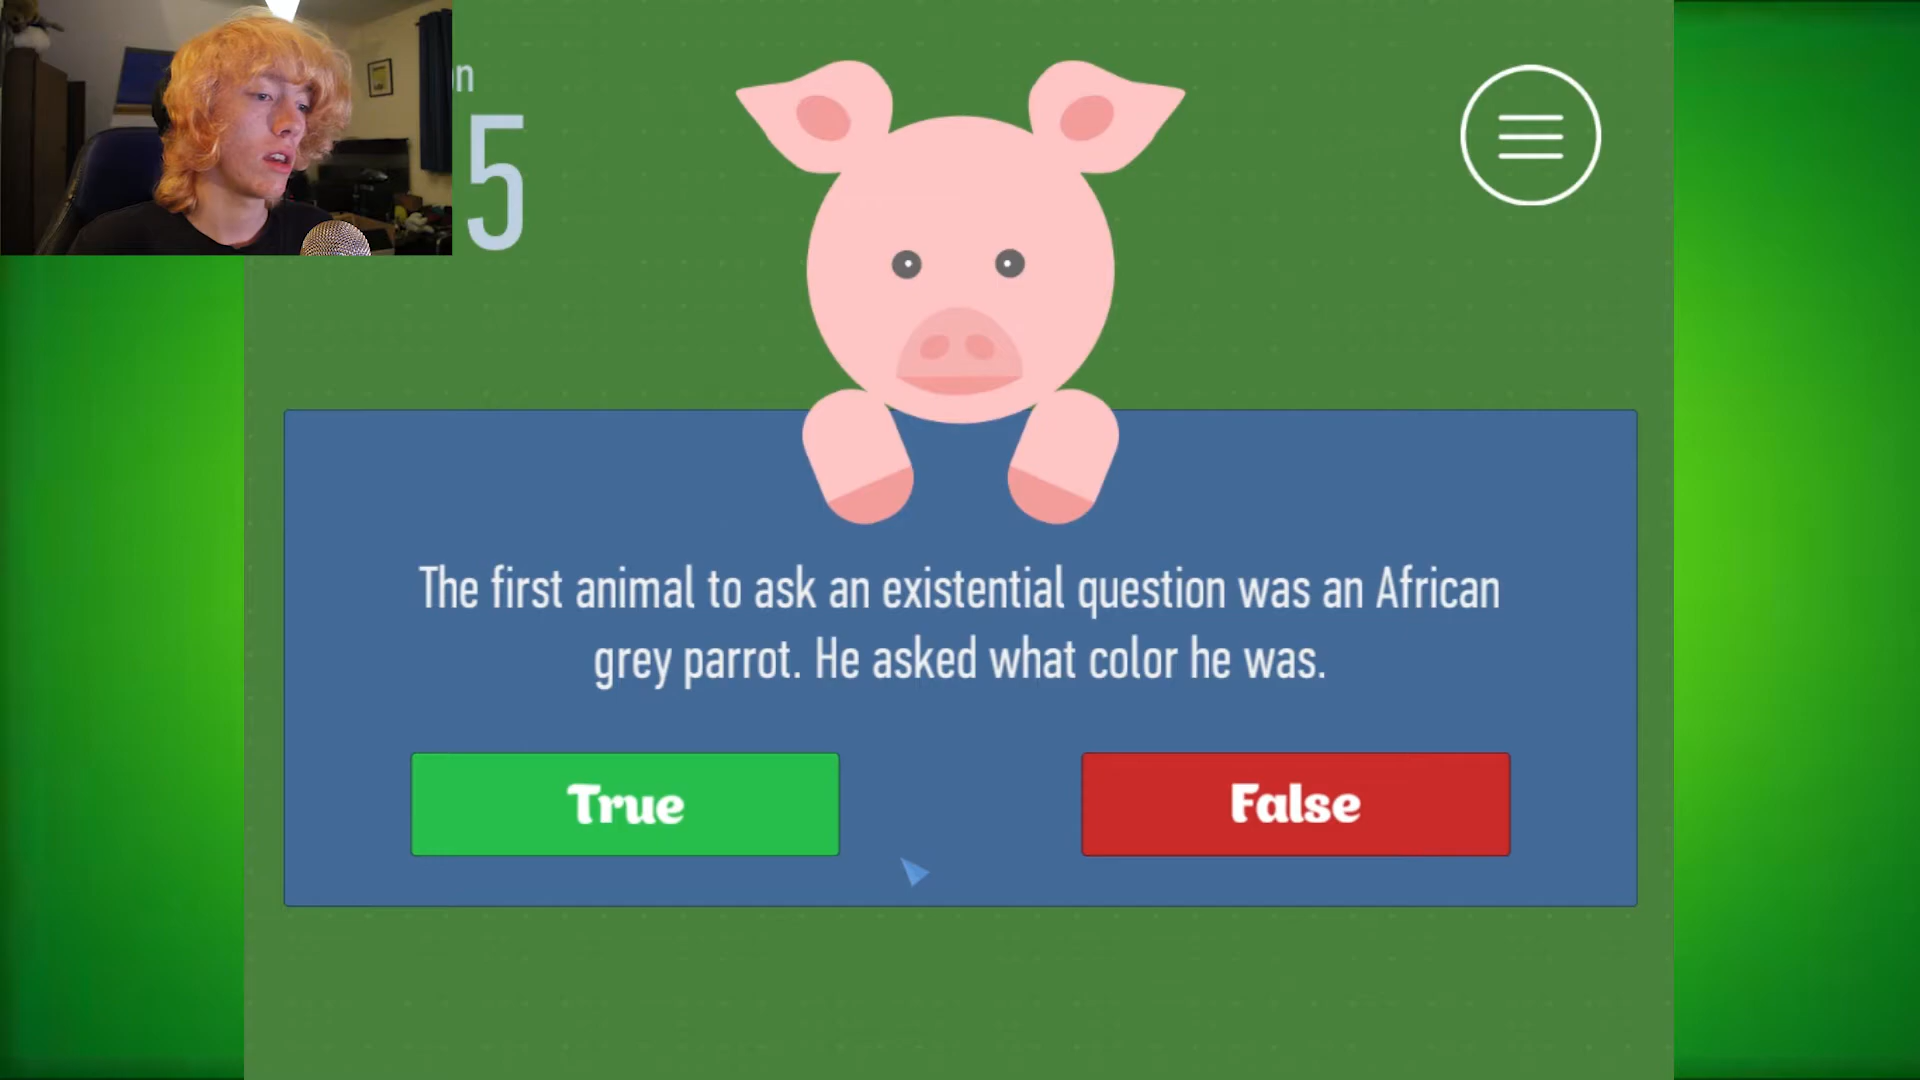 on
5
The first animal to ask an existential question was an African
grey parrot. He asked what color he was.
True
False